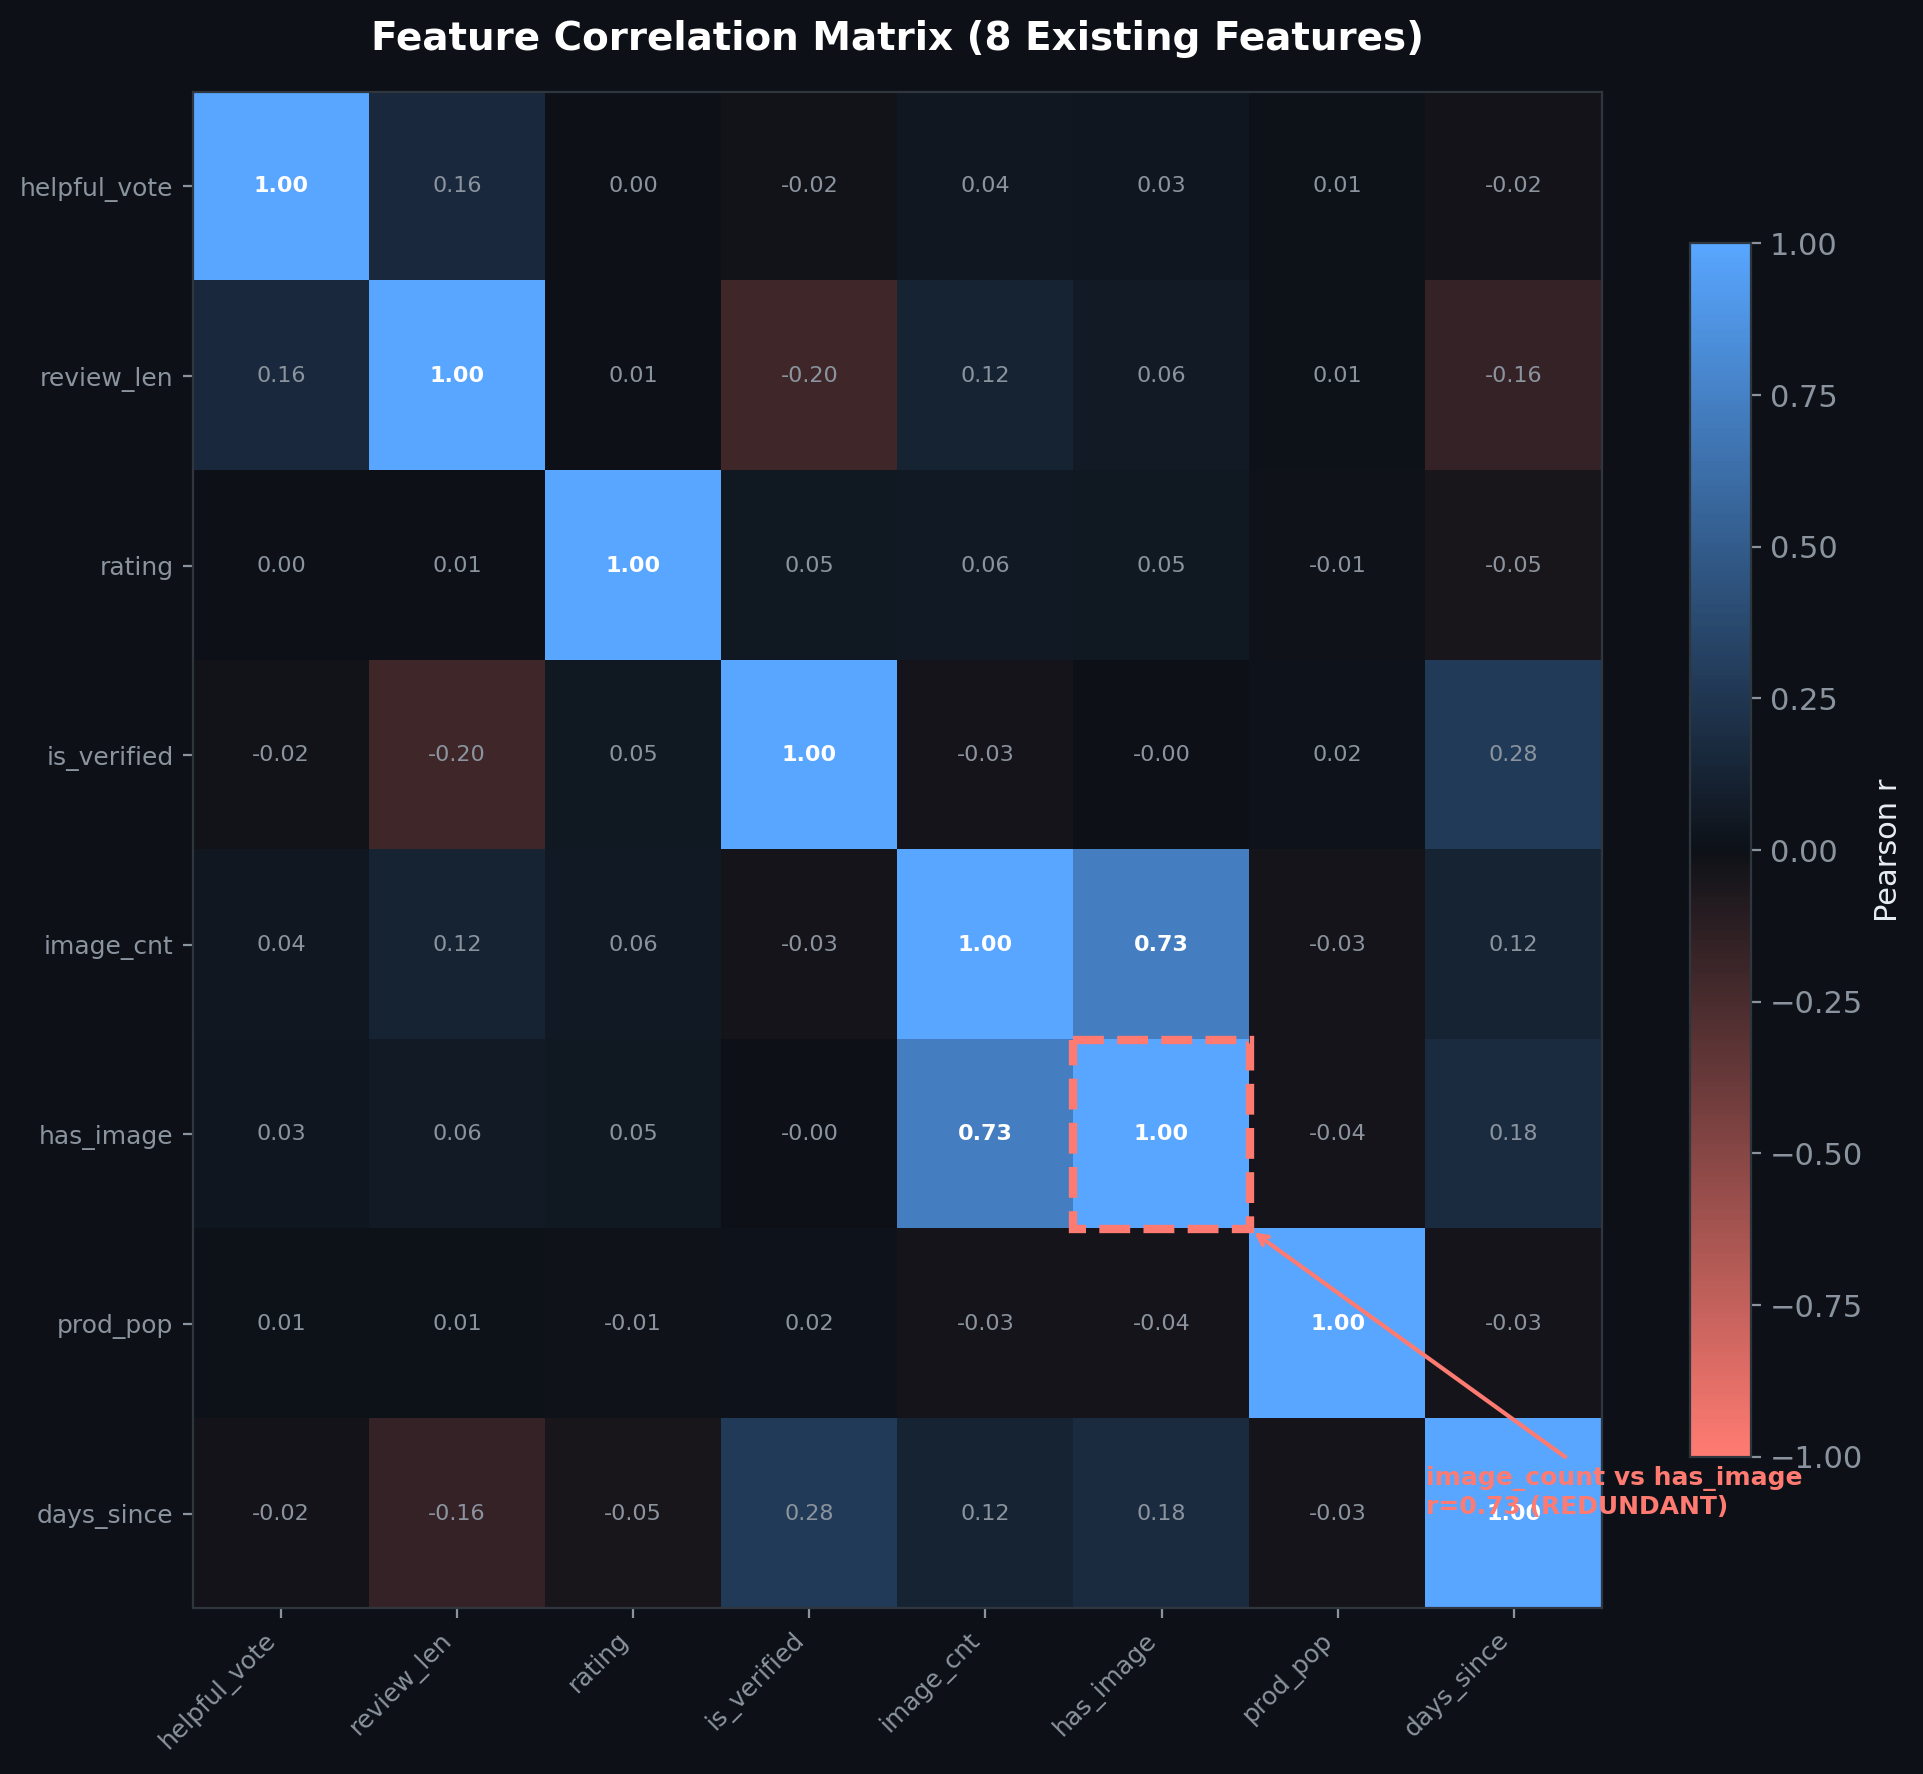 Feature Correlation Matrix (8 Existing Features)
helpful_vote 1.00 0.16 0.00 -0.02 0.04 0.03 0.01 -0.02
review_len 0.16 1.00 0.01 -0.20 0.12 0.06 0.01 -0.16
rating 0.00 0.01 1.00 0.05 0.06 0.05 -0.01 -0.05
is_verified -0.02 -0.20 0.05 1.00 -0.03 -0.00 0.02 0.28
image_cnt 0.04 0.12 0.06 -0.03 1.00 0.73 -0.03 0.12
has_image 0.03 0.06 0.05 -0.00 0.73 1.00 -0.04 0.18
prod_pop 0.01 0.01 -0.01 0.02 -0.03 -0.04 1.00 -0.03
days_since -0.02 -0.16 -0.05 0.28 0.12 0.18 -0.03 1.00
image_count vs has_image
r=0.73 (REDUNDANT)
helpful_vote review_len rating is_verified image_cnt has_image prod_pop days_since
1.00
0.75
0.50
0.25
0.00
−0.25
−0.50
−0.75
−1.00
Pearson r